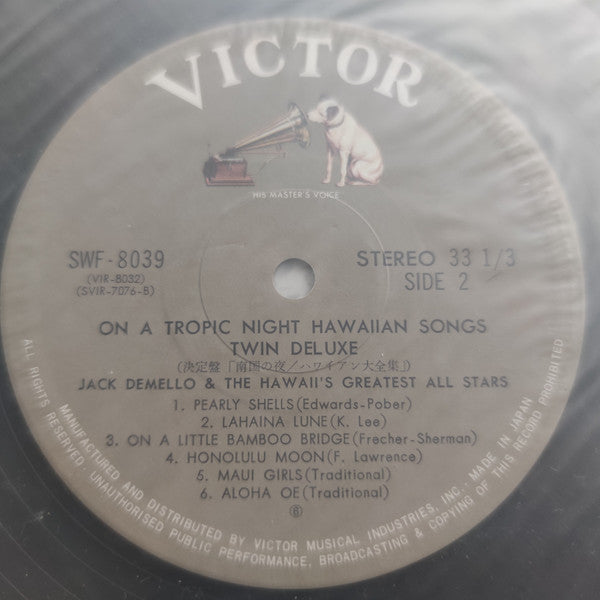 VICTOR
HIS MASTER'S VOICE
SWF-8039
(VIR-8032)
(SVIR-7076-B)
STEREO 33 1/3
SIDE 2
ON A TROPIC NIGHT HAWAIIAN SONGS
TWIN DELUXE
(決定盤「南国の夜/ハワイアン大全集」)
JACK DEMELLO & THE HAWAII'S GREATEST ALL STARS
1. PEARLY SHELLS(Edwards-Pober)
2. LAHAINA LUNE(K. Lee)
3. ON A LITTLE BAMBOO BRIDGE(Frecher-Sherman)
4. HONOLULU MOON(F. Lawrence)
5. MAUI GIRLS(Traditional)
6. ALOHA OE(Traditional)
6
MANUFACTURED AND DISTRIBUTED BY VICTOR MUSICAL INDUSTRIES, INC. MADE IN JAPAN
ALL RIGHTS RESERVED. UNAUTHORISED PUBLIC PERFORMANCE, BROADCASTING & COPYING OF THIS RECORD PROHIBITED